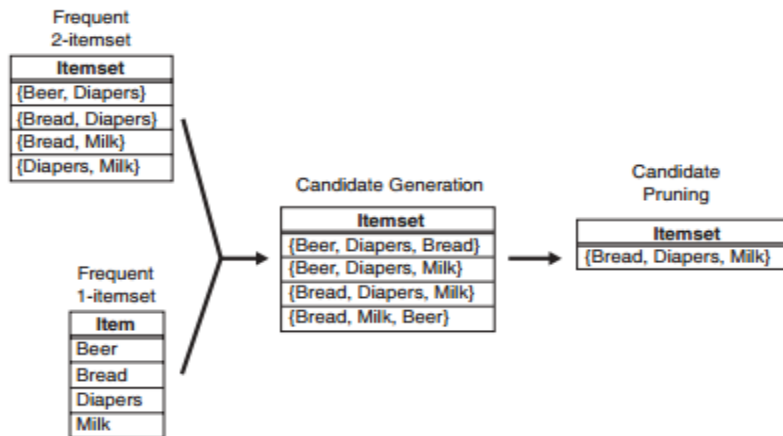 Frequent
2-itemset
Itemset
{Beer, Diapers}
{Bread, Diapers}
{Bread, Milk}
{Diapers, Milk}
Frequent
1-itemset
Item
Beer
Bread
Diapers
Milk
Candidate Generation
Itemset
{Beer, Diapers, Bread}
{Beer, Diapers, Milk}
{Bread, Diapers, Milk}
{Bread, Milk, Beer}
Candidate
Pruning
Itemset
{Bread, Diapers, Milk}